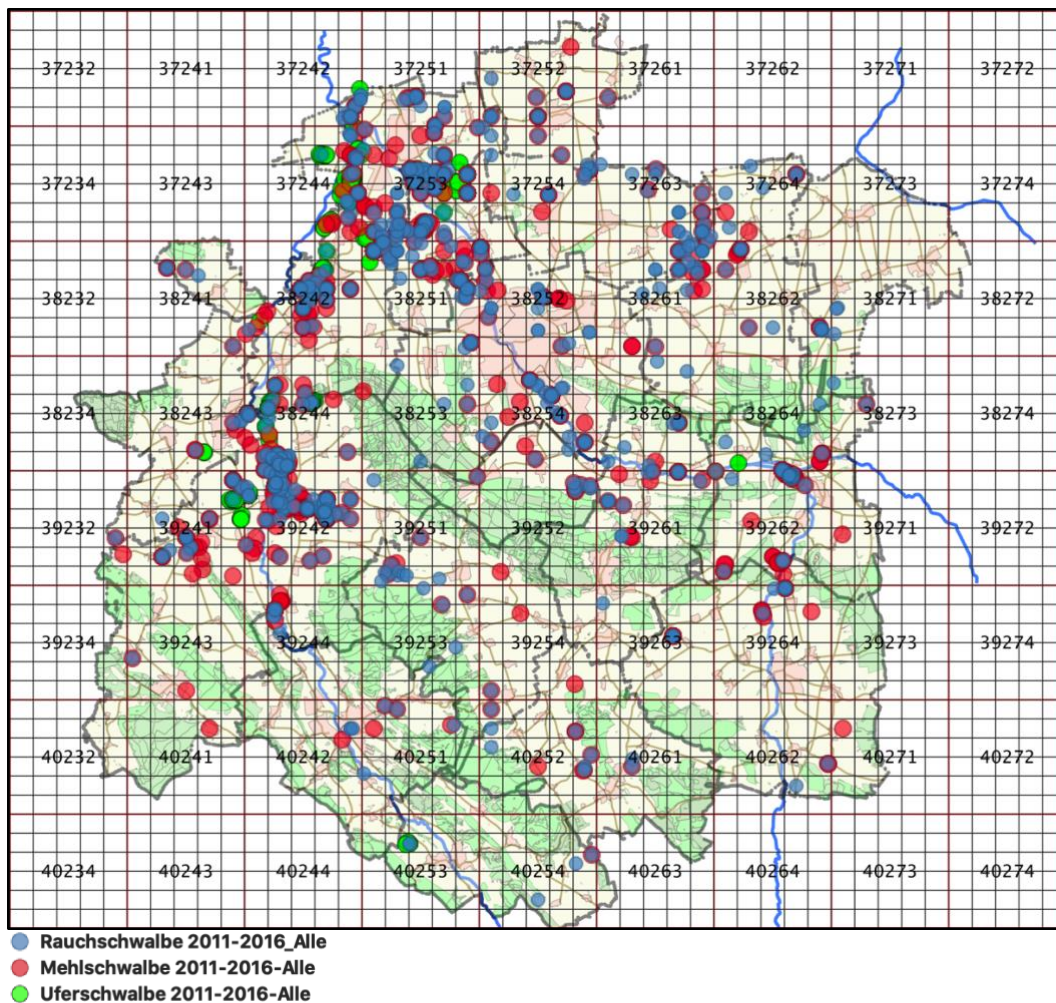 37232 37241 37242 37251 37252 37261 37262 37271 37272
37234 37243 37244 37253 37254 37263 37264 37273 37274
38232 38241 38242 38251 38252 38261 38262 38271 38272
38234 38243 38244 38253 38254 38263 38264 38273 38274
39232 39241 39242 39251 39252 39261 39262 39271 39272
39234 39243 39244 39253 39254 39263 39264 39273 39274
40232 40241 40242 40251 40252 40261 40262 40271 40272
40234 40243 40244 40253 40254 40263 40264 40273 40274
Rauchschwalbe 2011-2016_Alle
Mehlschwalbe 2011-2016-Alle
Uferschwalbe 2011-2016-Alle